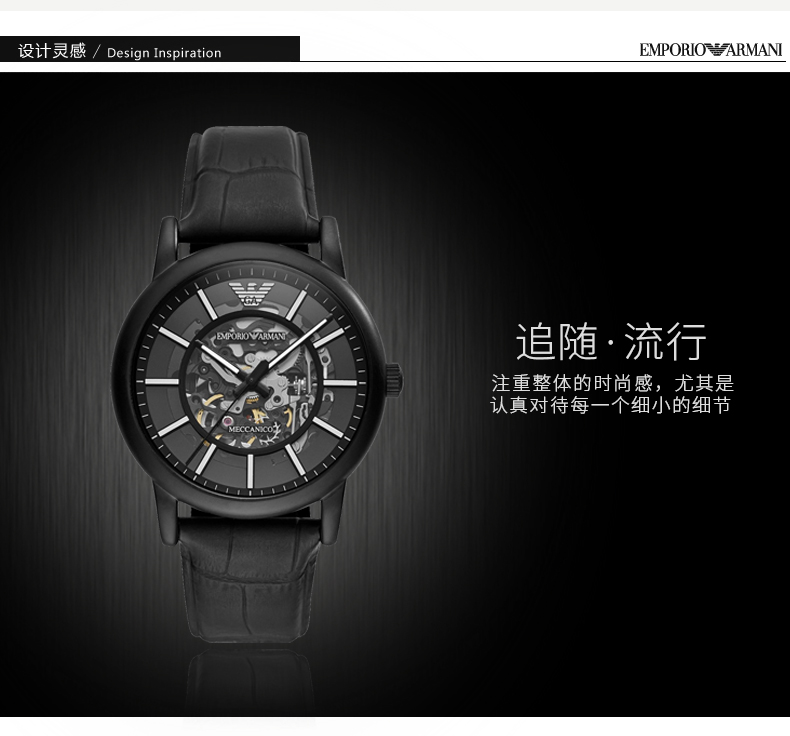 设计灵感 / Design Inspiration
EMPORIO ARMANI
EMPORIO ARMANI
MECCANICO
追随·流行
注重整体的时尚感，尤其是
认真对待每一个细小的细节